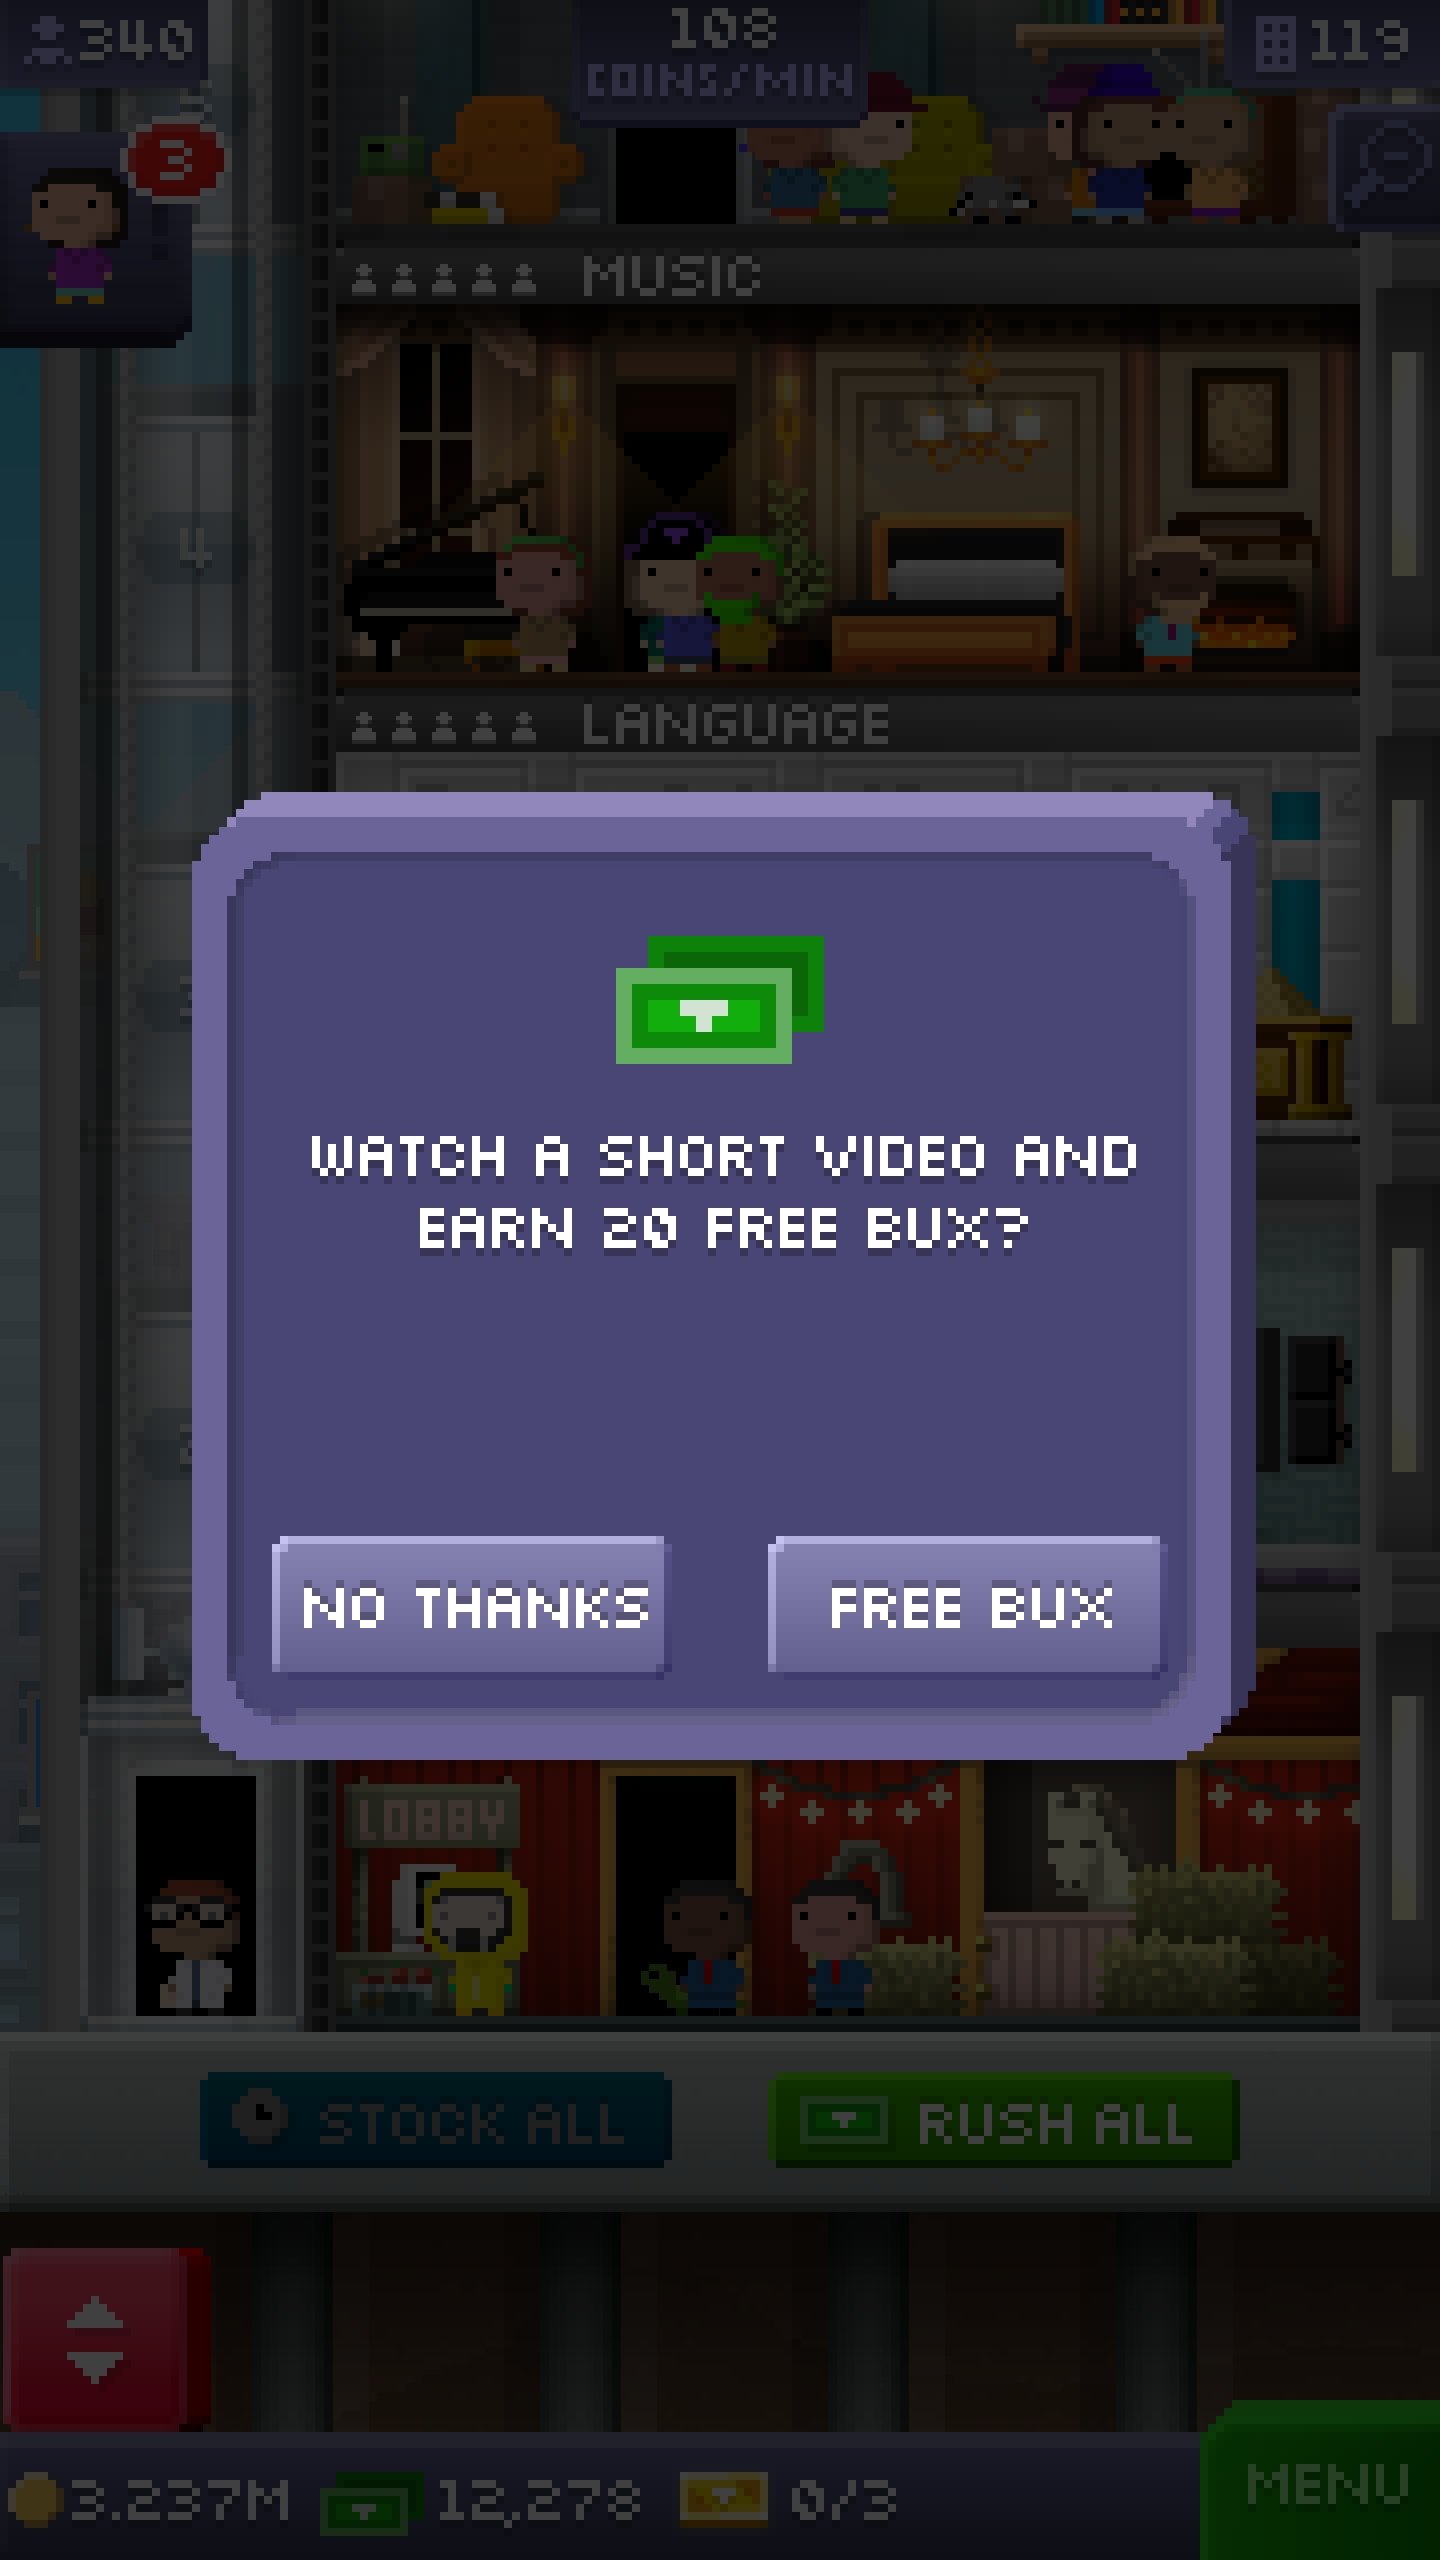 340
108
COINS/MIN
119
3
MUSIC
4
LANGUAGE
WATCH A SHORT VIDEO AND
EARN 20 FREE BUX?
NO THANKS
FREE BUX
LOBBY
STOCK ALL
RUSH ALL
3.237M
12,278
0/3
MENU